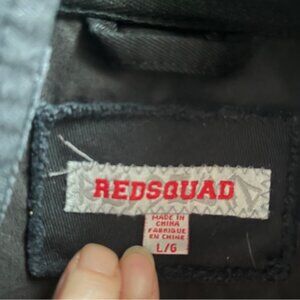 REDSQUAD
MADE IN
CHINA
FABRIQUE
EN CHINE
L/G